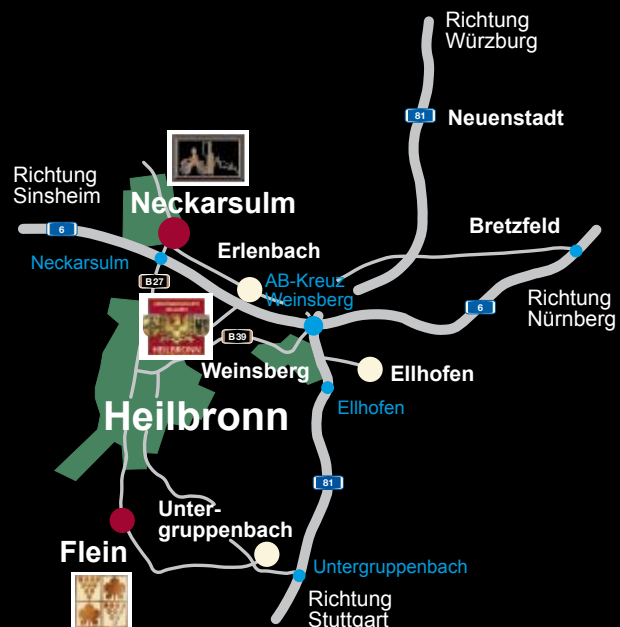 Richtung
Würzburg
81
Neuenstadt
Richtung
Sinsheim
6
Neckarsulm
Bretzfeld
Erlenbach
Neckarsulm
AB-Kreuz
Weinsberg
B27
6
Richtung
Nürnberg
HEILBRONN
B39
Weinsberg
Ellhofen
Heilbronn
Ellhofen
81
Unter-
gruppenbach
Flein
Untergruppenbach
Richtung
Stuttgart